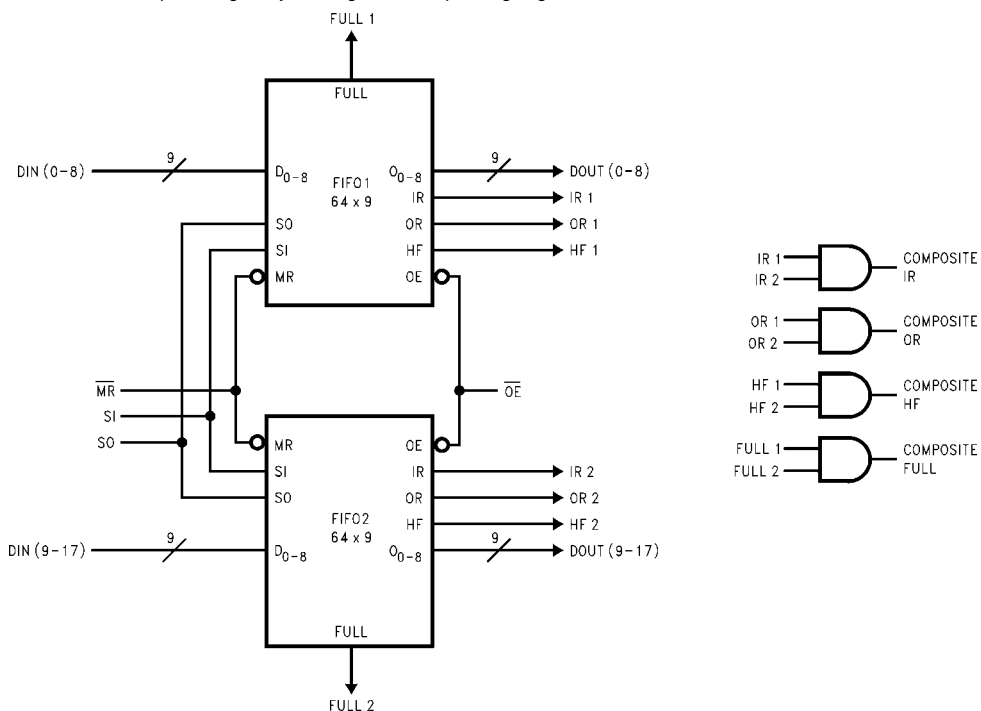 FULL 1
FULL
DIN (0–8)
9
D0–8
O0–8
9
DOUT (0–8)
FIFO1
64 x 9
IR
IR 1
SO
OR
OR 1
SI
HF
HF 1
MR
OE
M̅R̅
O̅E̅
SI
SO
MR
OE
SI
IR
IR 2
SO
OR
OR 2
FIFO2
64 x 9
HF
HF 2
DIN (9–17)
9
D0–8
O0–8
9
DOUT (9–17)
FULL
FULL 2
IR 1
IR 2
COMPOSITE
IR
OR 1
OR 2
COMPOSITE
OR
HF 1
HF 2
COMPOSITE
HF
FULL 1
FULL 2
COMPOSITE
FULL